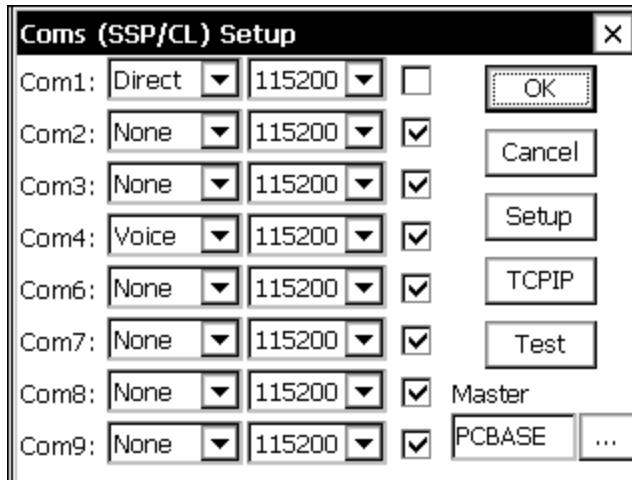 Coms (SSP/CL) Setup
Com1: Direct 115200 OK
Com2: None 115200 Cancel
Com3: None 115200
Com4: Voice 115200 Setup
Com6: None 115200 TCPIP
Com7: None 115200 Test
Com8: None 115200 Master
Com9: None 115200 PCBASE ...